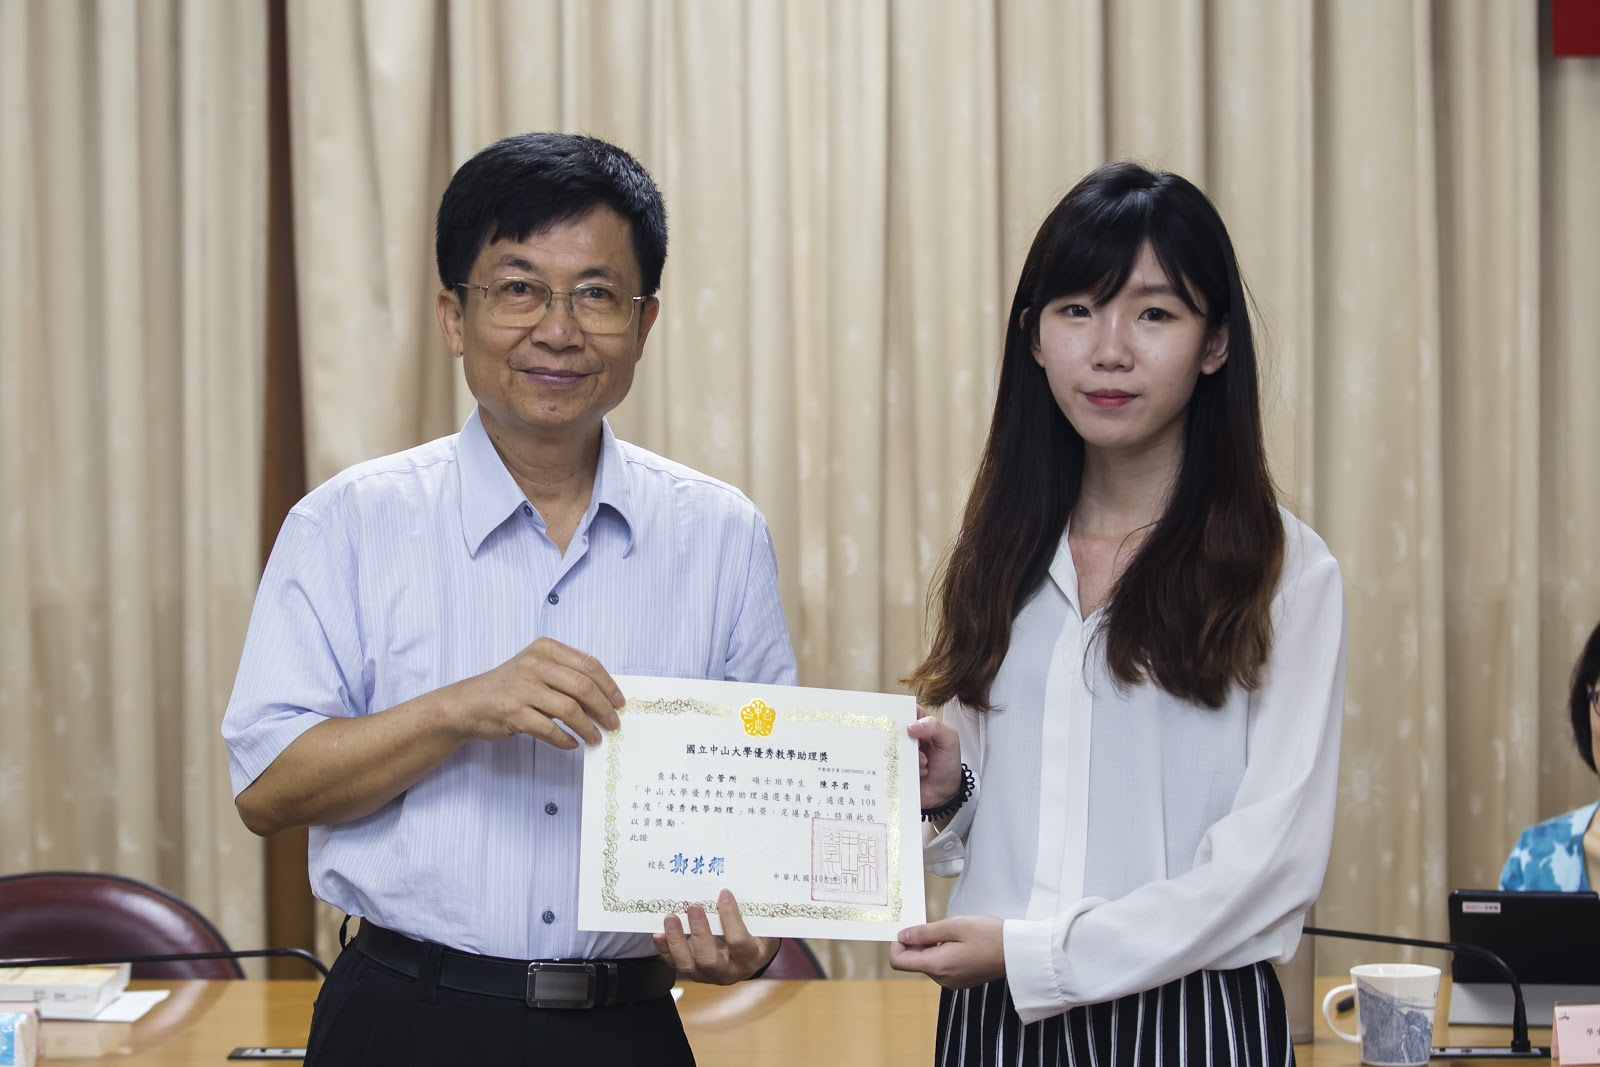 國立中山大學優秀教學助理獎
查本校 企管所 碩士班學生 陳亭君 經
「中山大學優秀教學助理遴選委員會」遴選為108
年度「優秀教學助理」殊榮,足堪嘉許,特頒此狀
以資獎勵。
此證
校長 鄭英耀
中華民國 108 年 5 月